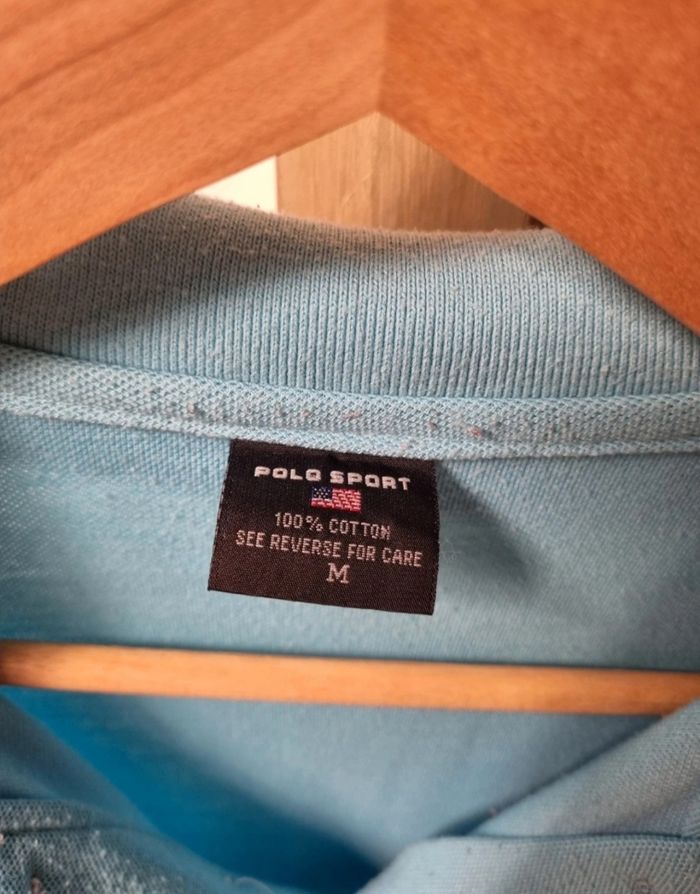 POLO SPORT
100% COTTON
SEE REVERSE FOR CARE
M